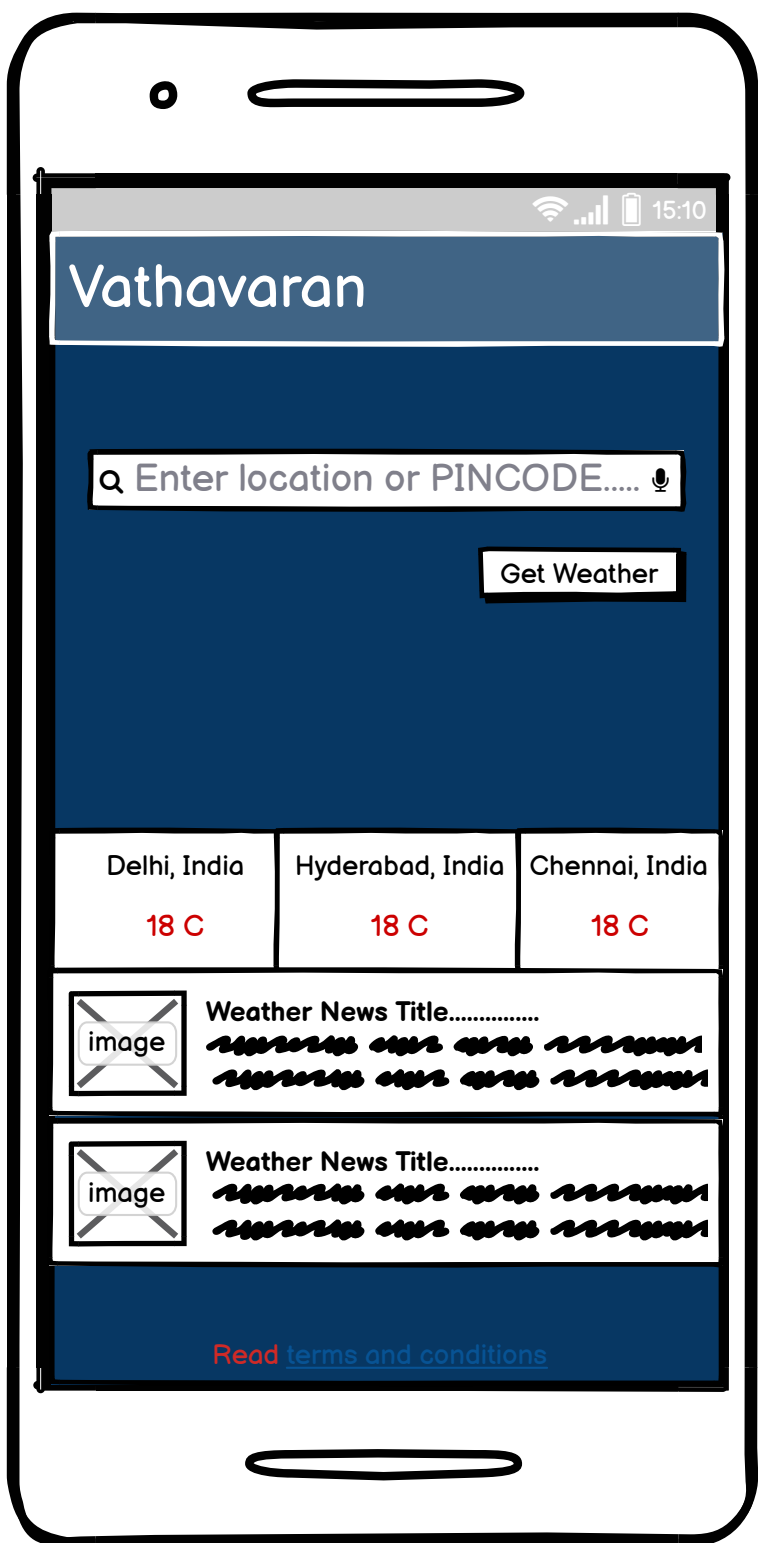 15:10
Vathavaran
Enter location or PINCODE.....
Get Weather
Delhi, India
Hyderabad, India
Chennai, India
18 C
18 C
18 C
image
Weather News Title...............
image
Weather News Title...............
Read terms and conditions